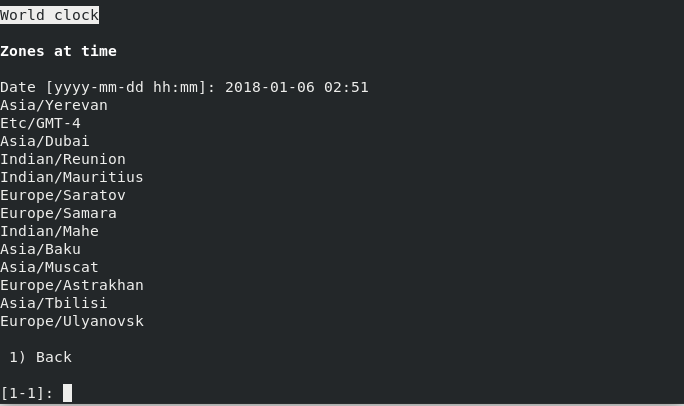 World clock
Zones at time
Date [yyyy-mm-dd hh:mm]: 2018-01-06 02:51
Asia/Yerevan
Etc/GMT-4
Asia/Dubai
Indian/Reunion
Indian/Mauritius
Europe/Saratov
Europe/Samara
Indian/Mahe
Asia/Baku
Asia/Muscat
Europe/Astrakhan
Asia/Tbilisi
Europe/Ulyanovsk
1) Back
[1-1]: